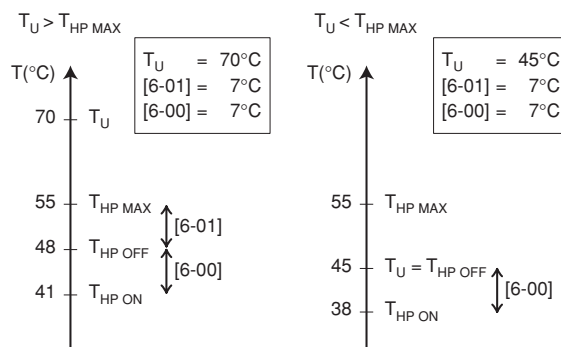 T_U > T_HP MAX
T_U = 70°C
[6-01] = 7°C
[6-00] = 7°C
T(°C)
70 T_U
55 T_HP MAX
[6-01]
48 T_HP OFF
[6-00]
41 T_HP ON
T_U < T_HP MAX
T_U = 45°C
[6-01] = 7°C
[6-00] = 7°C
T(°C)
55 T_HP MAX
45 T_U = T_HP OFF
[6-00]
38 T_HP ON